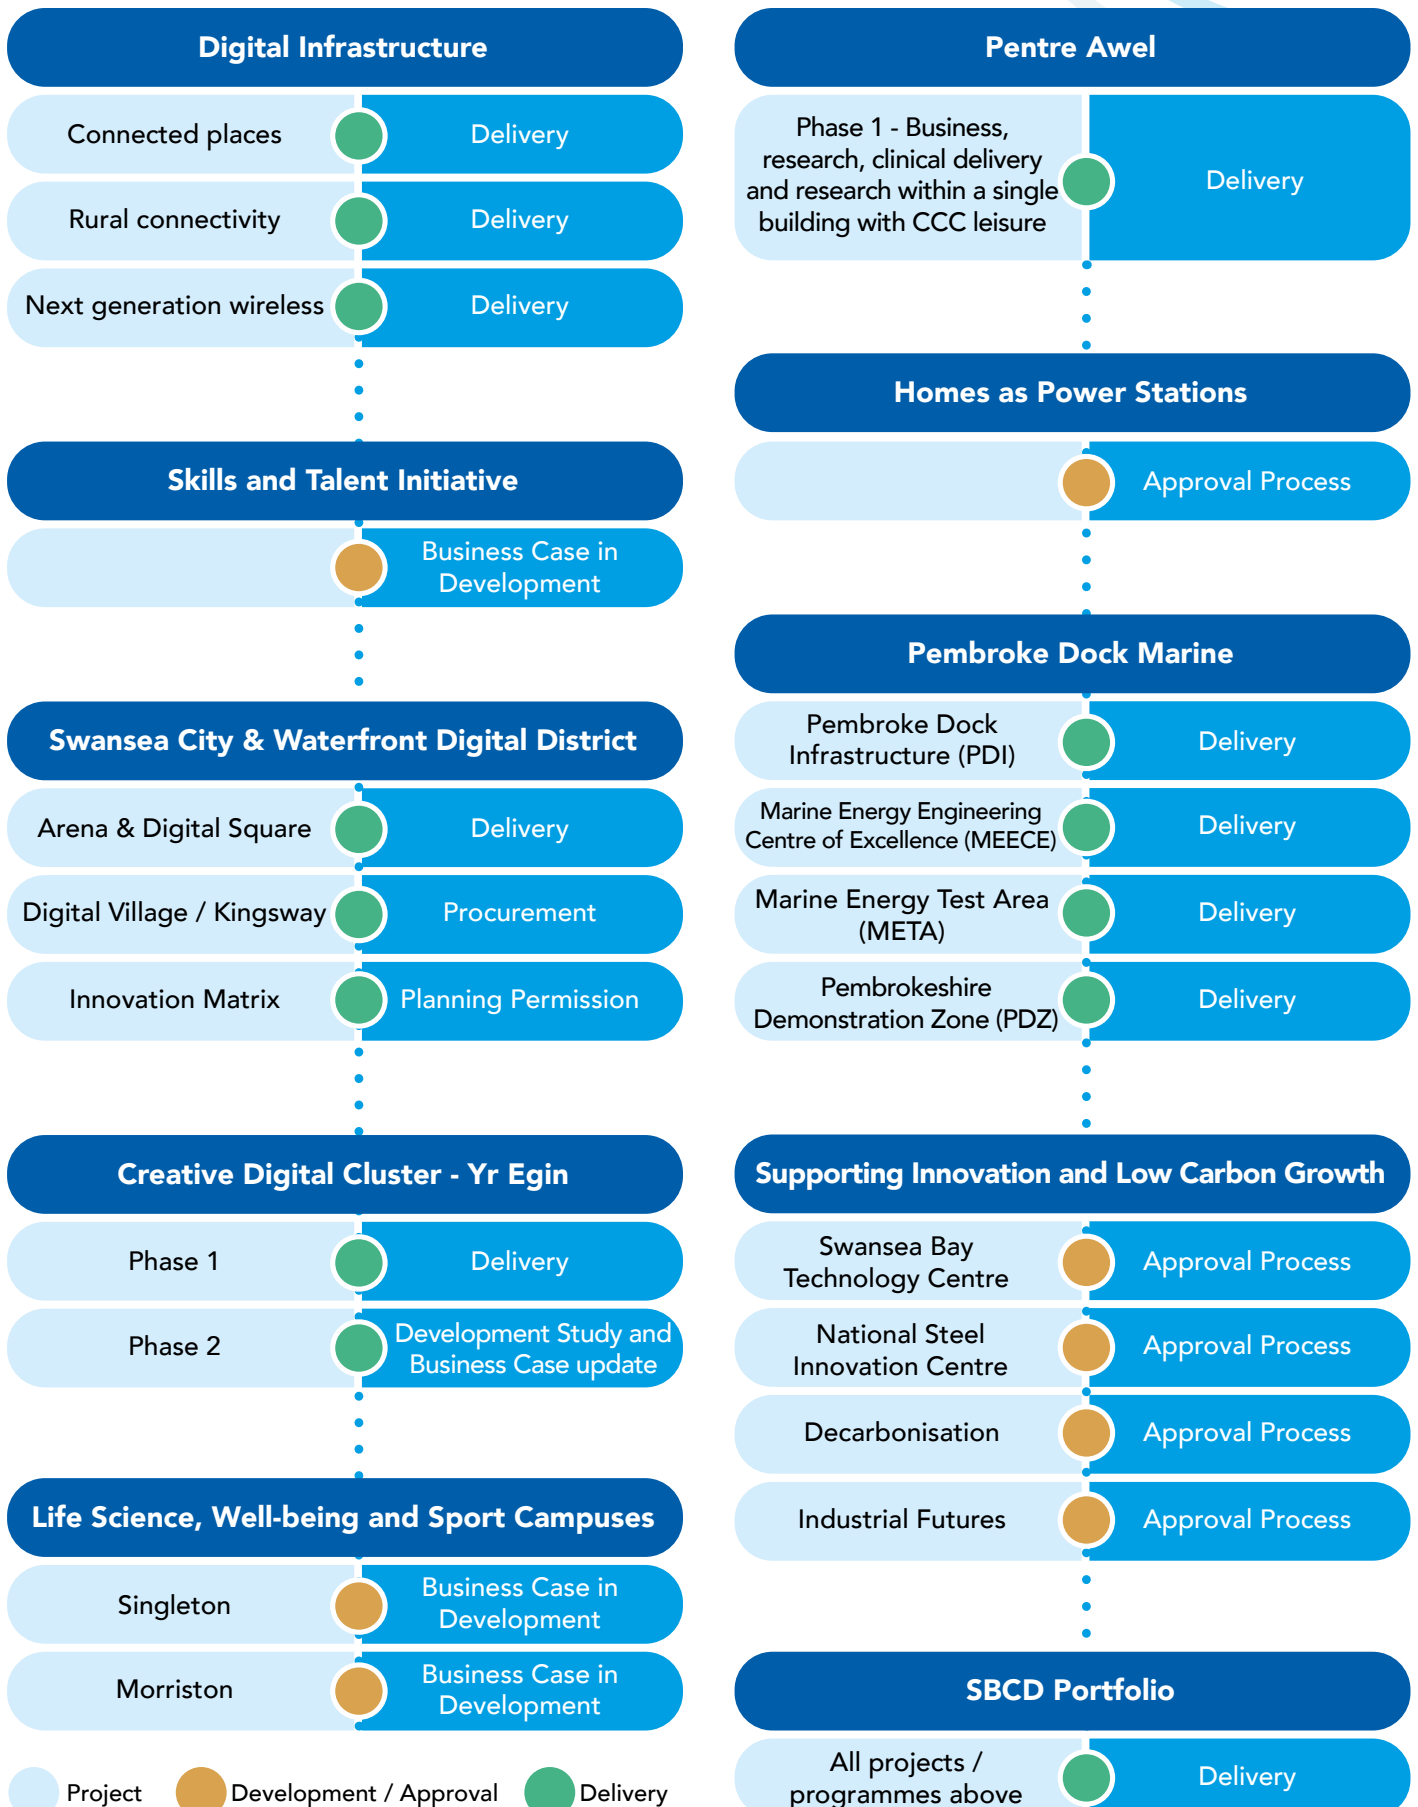 Digital Infrastructure
Connected places
Delivery
Rural connectivity
Delivery
Next generation wireless
Delivery
Skills and Talent Initiative
Business Case in
Development
Swansea City & Waterfront Digital District
Arena & Digital Square
Delivery
Digital Village / Kingsway
Procurement
Innovation Matrix
Planning Permission
Creative Digital Cluster - Yr Egin
Phase 1
Delivery
Phase 2
Development Study and
Business Case update
Life Science, Well-being and Sport Campuses
Singleton
Business Case in
Development
Morriston
Business Case in
Development
Project
Development / Approval
Delivery
Pentre Awel
Phase 1 - Business,
research, clinical delivery
and research within a single
building with CCC leisure
Delivery
Homes as Power Stations
Approval Process
Pembroke Dock Marine
Pembroke Dock
Infrastructure (PDI)
Delivery
Marine Energy Engineering
Centre of Excellence (MEECE)
Delivery
Marine Energy Test Area
(META)
Delivery
Pembrokeshire
Demonstration Zone (PDZ)
Delivery
Supporting Innovation and Low Carbon Growth
Swansea Bay
Technology Centre
Approval Process
National Steel
Innovation Centre
Approval Process
Decarbonisation
Approval Process
Industrial Futures
Approval Process
SBCD Portfolio
All projects /
programmes above
Delivery